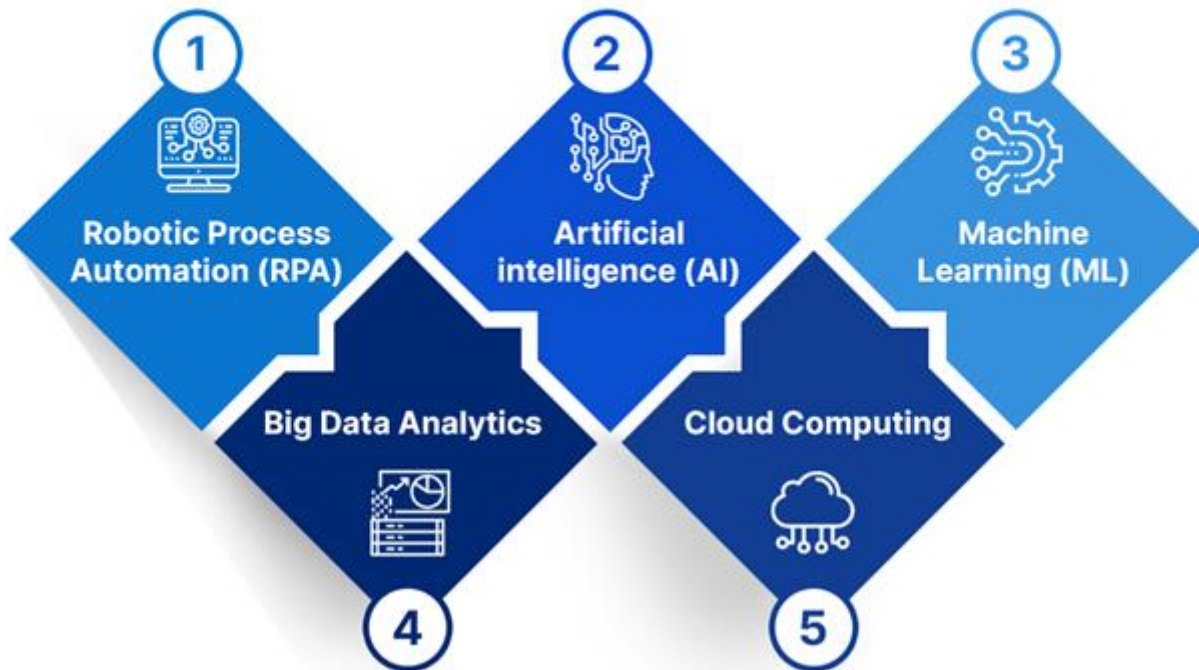 1
Robotic Process
Automation (RPA)
2
Artificial
intelligence (AI)
3
Machine
Learning (ML)
Big Data Analytics
4
Cloud Computing
5